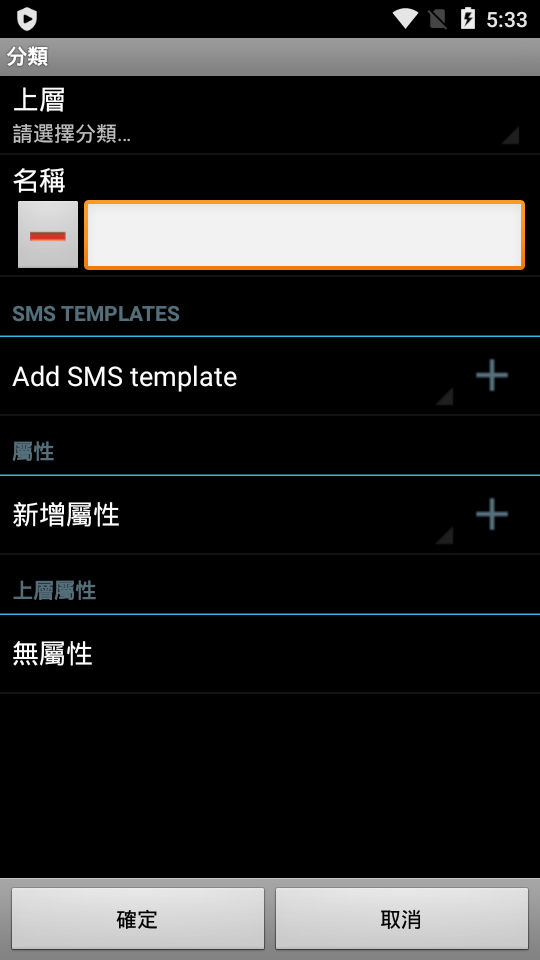 5:33
分類
上層
請選擇分類...
名稱
SMS TEMPLATES
Add SMS template
屬性
新增屬性
上層屬性
無屬性
確定
取消